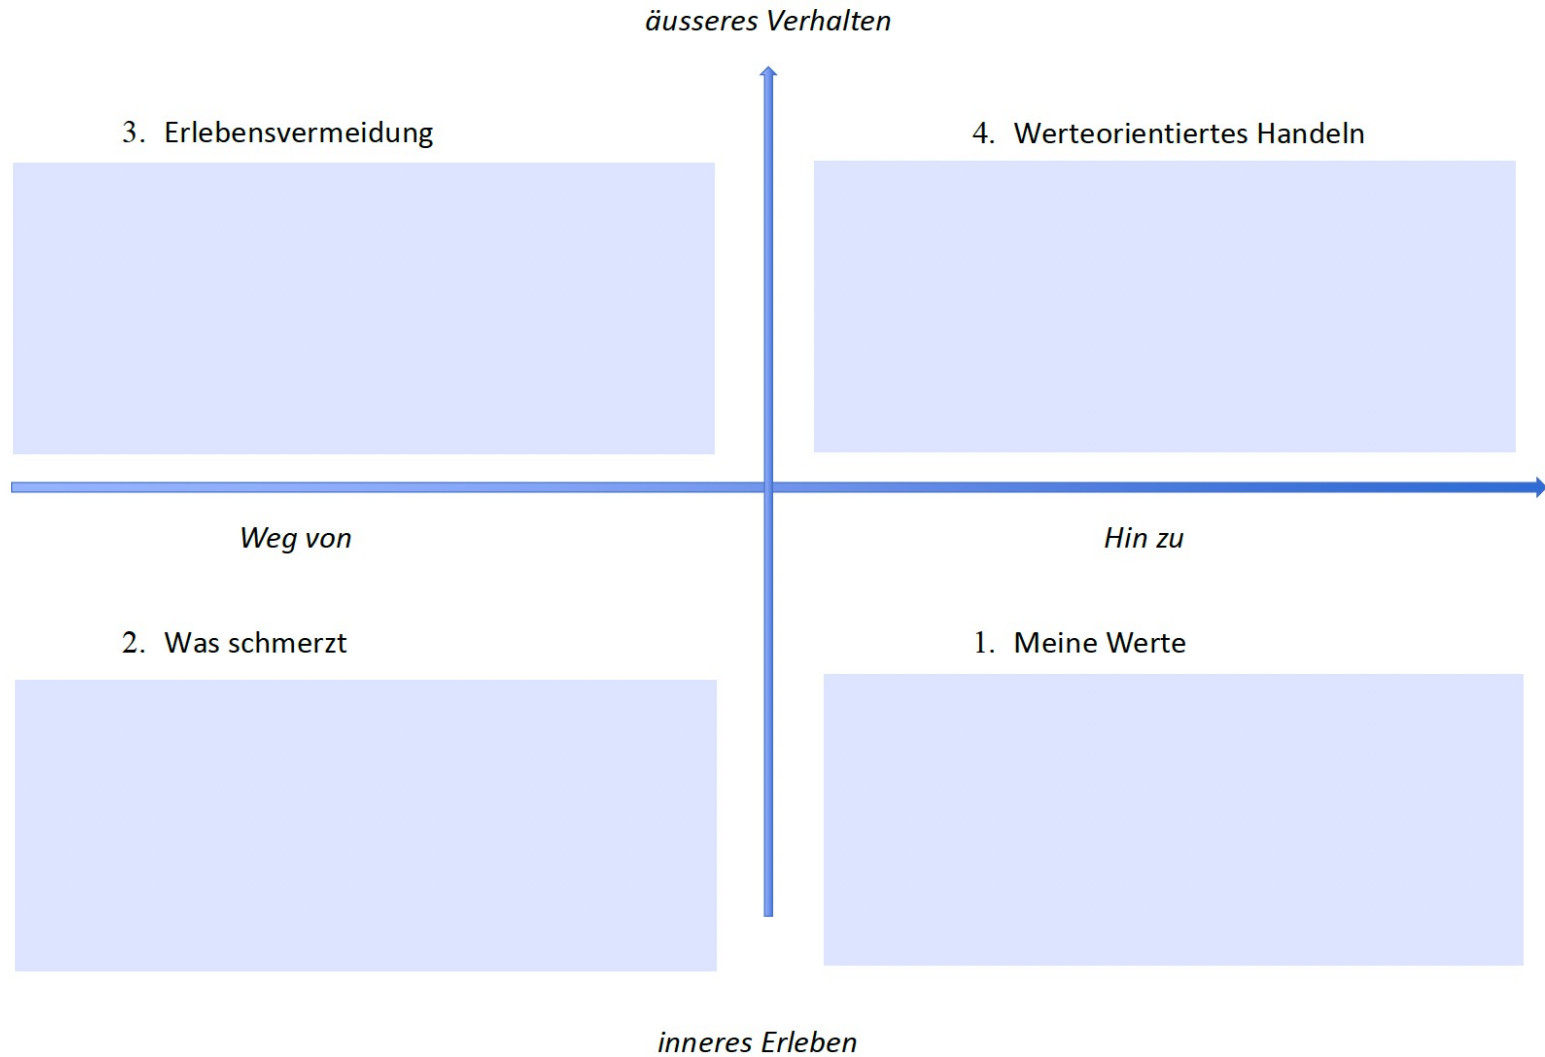 äusseres Verhalten
3. Erlebensvermeidung
4. Werteorientiertes Handeln
Weg von
Hin zu
2. Was schmerzt
1. Meine Werte
inneres Erleben